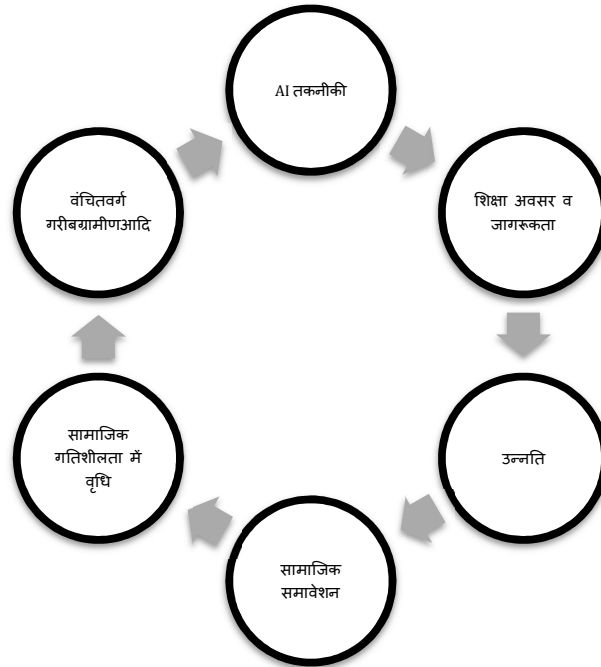 AI तकनीकी
शिक्षा अवसर व
जागरूकता
उन्नति
सामाजिक
समावेशन
सामाजिक
गतिशीलता में
वृधि
वंचितवर्ग
गरीबग्रामीणआदि